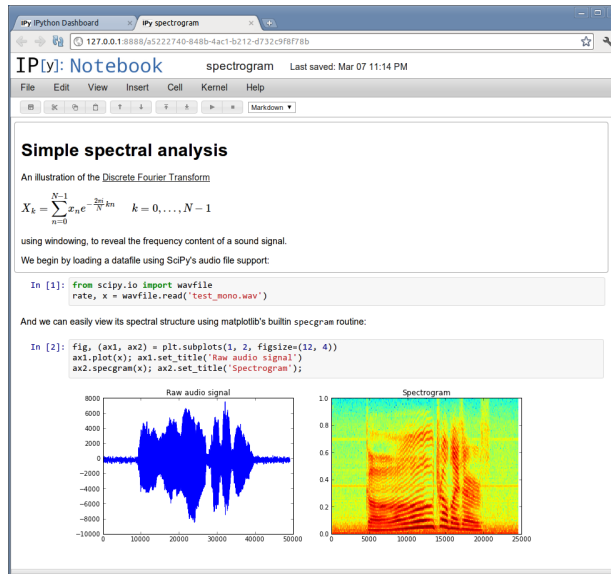 IPy IPython Dashboard × IPy spectrogram ×
127.0.0.1:8888/a5222740-848b-4ac1-b212-d732c9f8f78b
IP[y]: Notebook spectrogram Last saved: Mar 07 11:14 PM
File Edit View Insert Cell Kernel Help
Markdown
Simple spectral analysis
An illustration of the Discrete Fourier Transform
X_k = \sum_{n=0}^{N-1} x_n e^{-\frac{2\pi i}{N} kn} k = 0, . . . , N − 1
using windowing, to reveal the frequency content of a sound signal.
We begin by loading a datafile using SciPy's audio file support:
In [1]: from scipy.io import wavfile
rate, x = wavfile.read('test_mono.wav')
And we can easily view its spectral structure using matplotlib's builtin specgram routine:
In [2]: fig, (ax1, ax2) = plt.subplots(1, 2, figsize=(12, 4))
ax1.plot(x); ax1.set_title('Raw audio signal')
ax2.specgram(x); ax2.set_title('Spectrogram');
Raw audio signal
8000
6000
4000
2000
0
−2000
−4000
−6000
−8000
−10000
0 10000 20000 30000 40000 50000
Spectrogram
1.0
0.8
0.6
0.4
0.2
0.0
0 5000 10000 15000 20000 25000